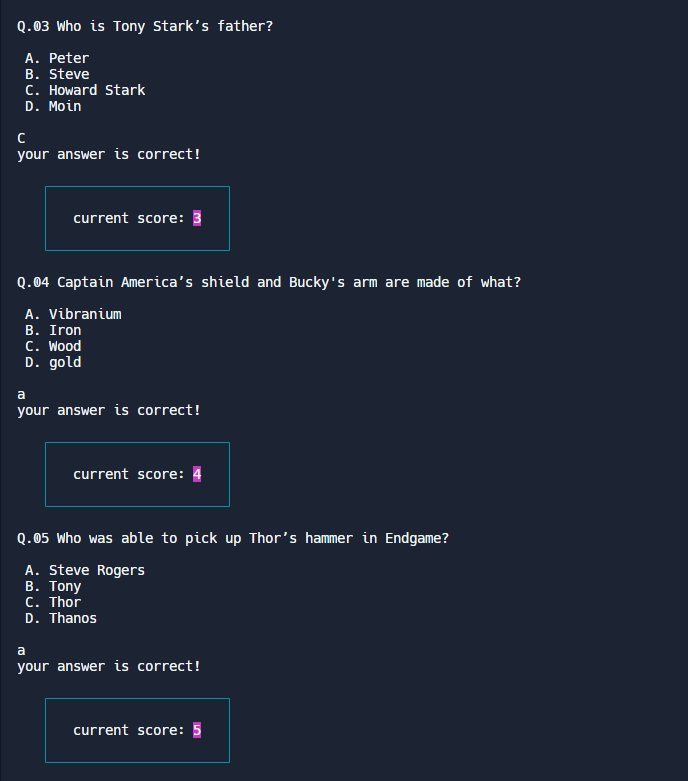 Q.03 Who is Tony Stark’s father?
A. Peter
B. Steve
C. Howard Stark
D. Moin
C
your answer is correct!
current score: 3
Q.04 Captain America’s shield and Bucky's arm are made of what?
A. Vibranium
B. Iron
C. Wood
D. gold
a
your answer is correct!
current score: 4
Q.05 Who was able to pick up Thor’s hammer in Endgame?
A. Steve Rogers
B. Tony
C. Thor
D. Thanos
a
your answer is correct!
current score: 5